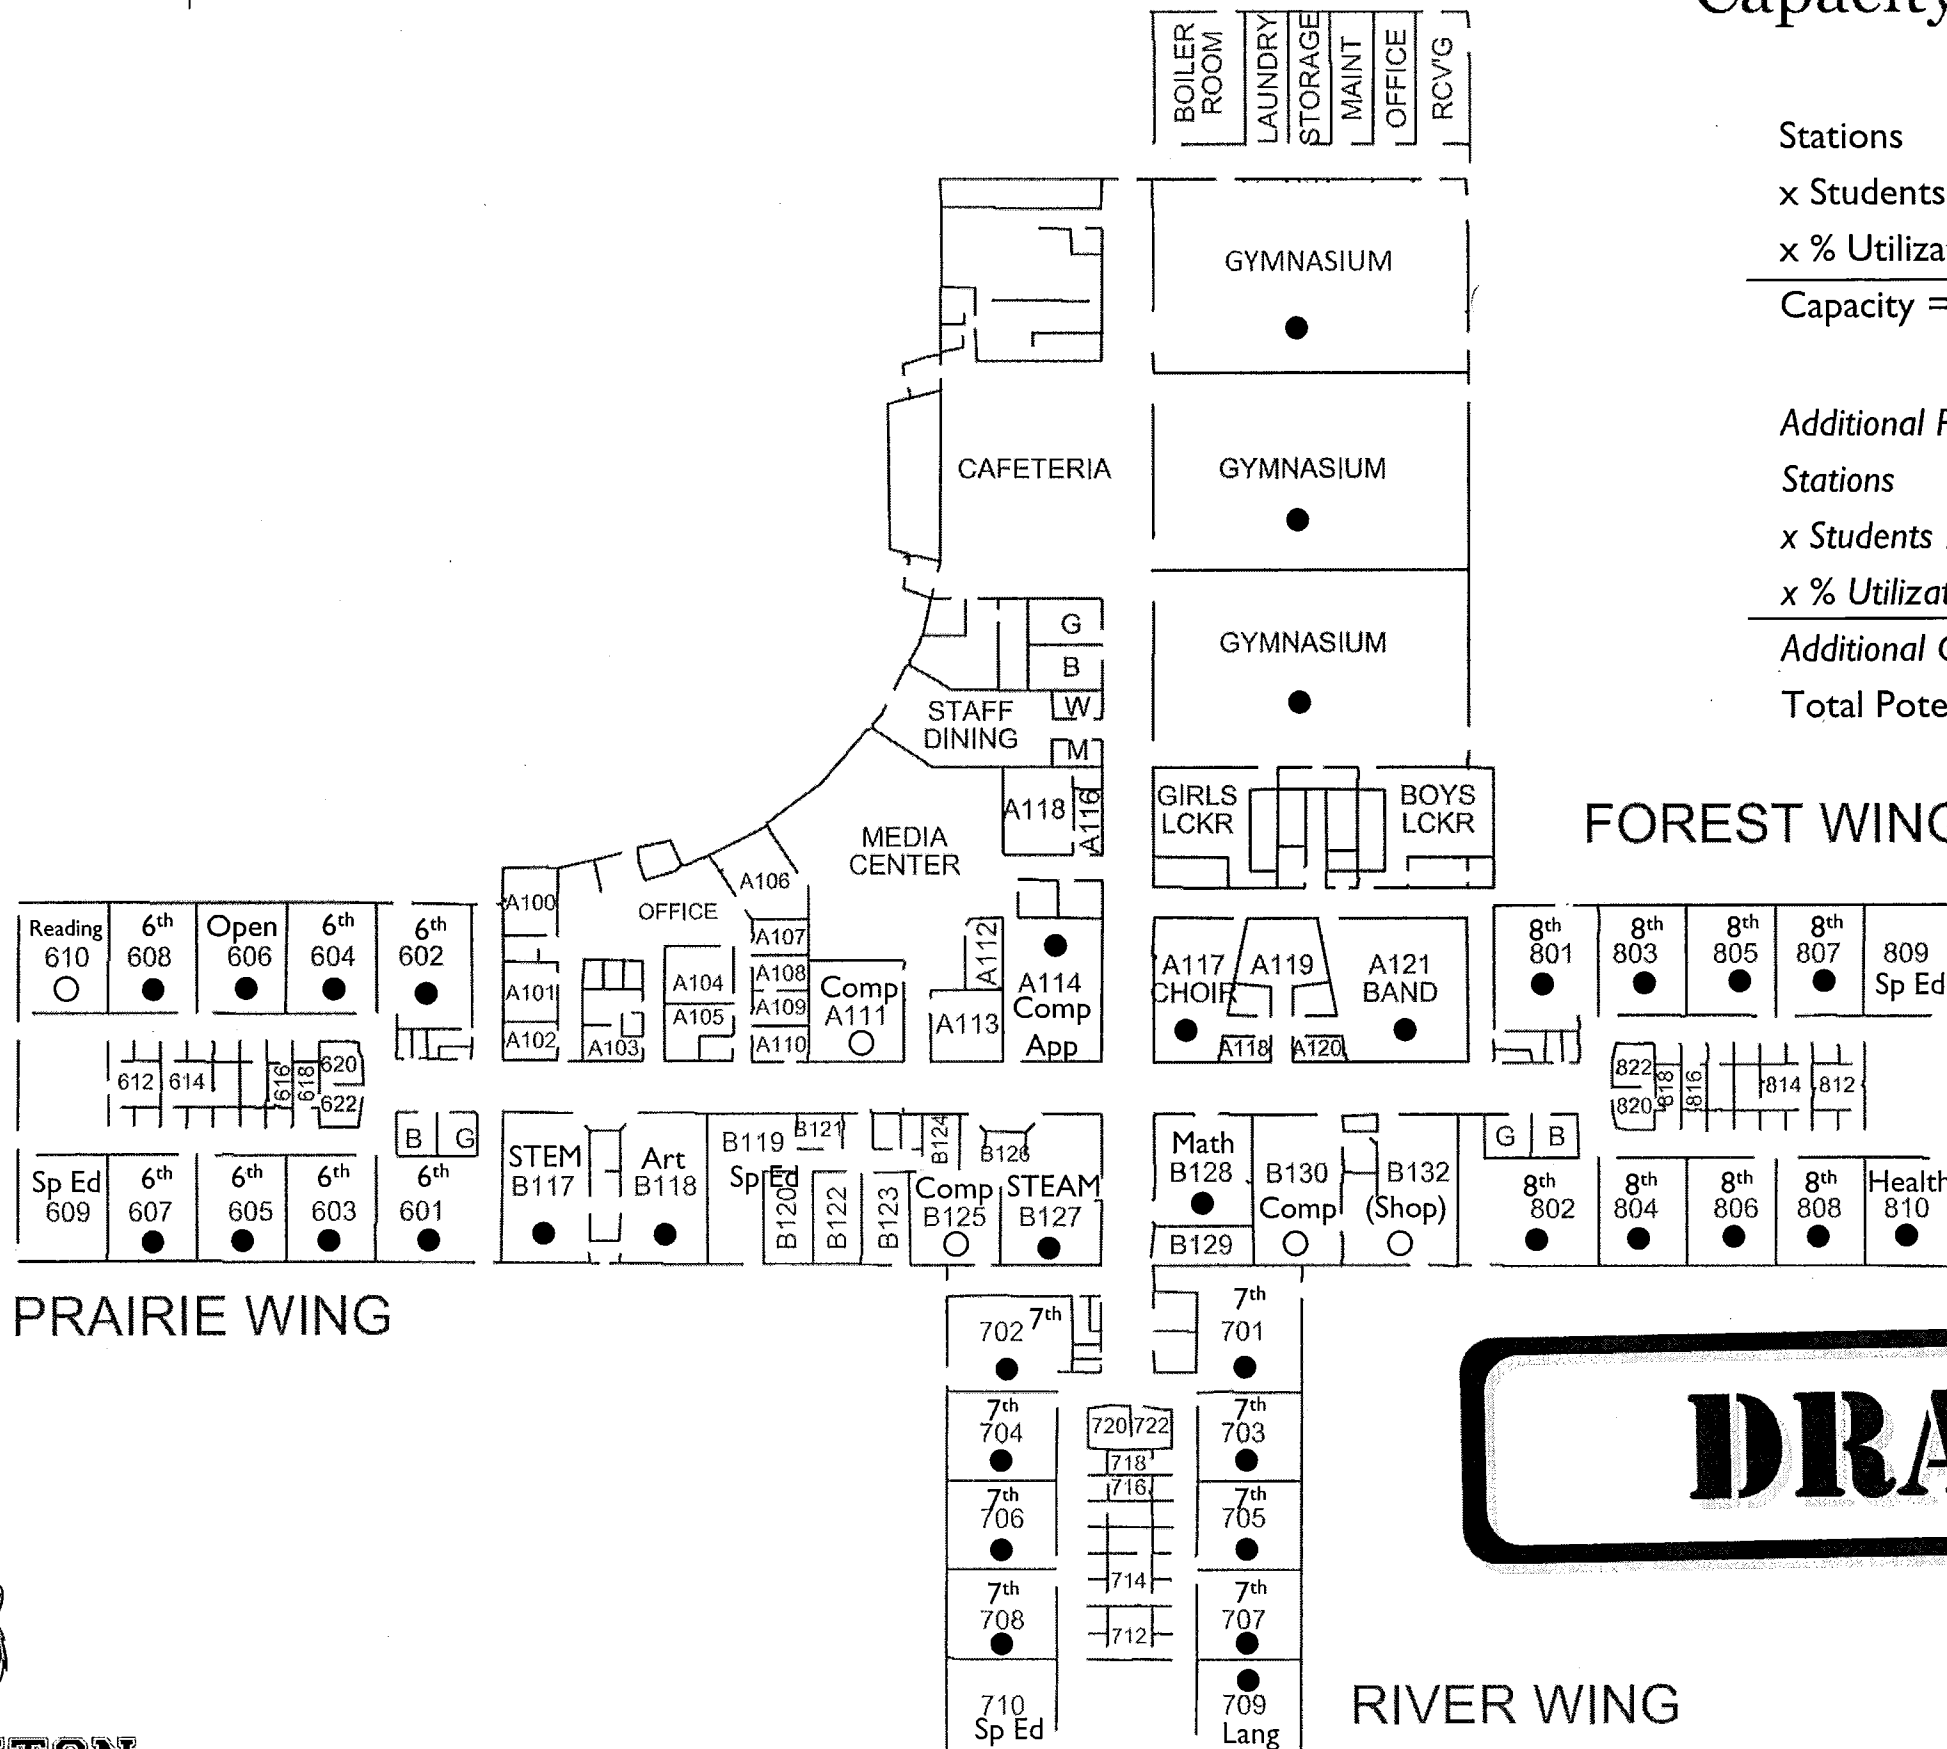 Stations
x Students
Capacity =
Stations
x Students
BOILER
ROOM
LAUNDRY
STORAGE
MAINT
OFFICE
RCV'G
GYMNASIUM
CAFETERIA
GYMNASIUM
G
B
GYMNASIUM
W
STAFF
DINING
M
A118
A116
GIRLS
LCKR
BOYS
LCKR
MEDIA
CENTER
FOREST WING
A100
A106
OFFICE
A107
A108
A109
A110
A101
A102
A103
A104
A105
Comp
A111
A112
A113
A114
Comp
App
A117
CHOIR
A119
A121
BAND
A118
A120
Reading
610
6th
608
Open
606
6th
604
6th
602
612
614
616
618
620
622
B
G
Sp Ed
609
6th
607
6th
605
6th
603
6th
601
PRAIRIE WING
STEM
B117
Art
B118
B119
Sp Ed
B121
B120
B122
B123
B124
Comp
B125
B126
STEAM
B127
Math
B128
B129
B130
Comp
B132
(Shop)
8th
801
8th
803
8th
805
8th
807
809
Sp Ed
822
820
818
816
814
812
G
B
8th
802
8th
804
8th
806
8th
808
Health
810
702 7th
7th
701
7th
704
7th
703
720
722
718
716
7th
706
7th
705
714
7th
708
7th
707
712
710
Sp Ed
709
Lang
RIVER WING